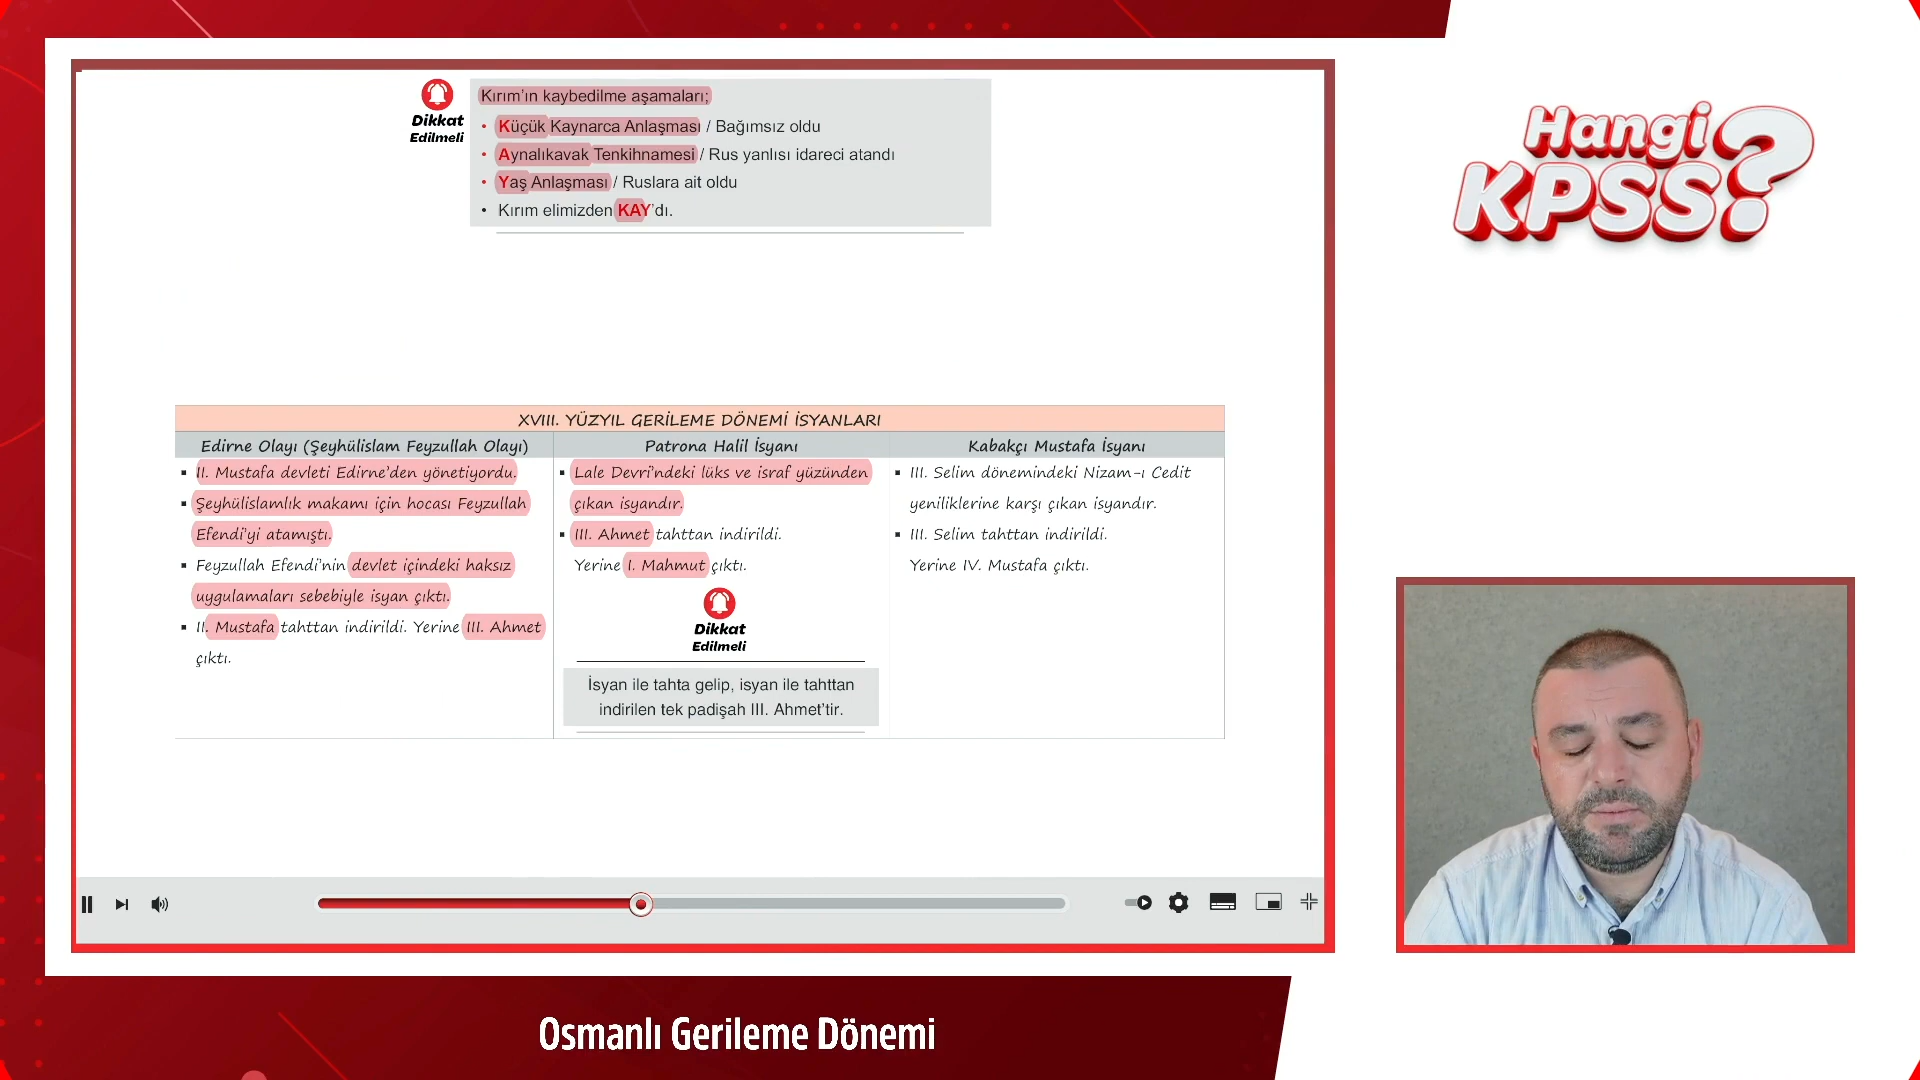 Dikkat
Edilmeli
Kırım'ın kaybedilme aşamaları;
• Küçük Kaynarca Anlaşması / Bağımsız oldu
• Aynalıkavak Tenkihnamesi / Rus yanlısı idareci atandı
• Yaş Anlaşması / Ruslara ait oldu
• Kırım elimizden KAY'dı.
Hangi
KPSS?
XVIII. YÜZYIL GERİLEME DÖNEMİ İSYANLARI
Edirne Olayı (Şeyhülislam Feyzullah Olayı)
▪ II. Mustafa devleti Edirne'den yönetiyordu.
▪ Şeyhülislamlık makamı için hocası Feyzullah
Efendi'yi atamıştı.
▪ Feyzullah Efendi'nin devlet içindeki haksız
uygulamaları sebebiyle isyan çıktı.
▪ II. Mustafa tahttan indirildi. Yerine III. Ahmet
çıktı.
Patrona Halil İsyanı
▪ Lale Devri'ndeki lüks ve israf yüzünden
çıkan isyandır.
▪ III. Ahmet tahttan indirildi.
Yerine I. Mahmut çıktı.
Dikkat
Edilmeli
İsyan ile tahta gelip, isyan ile tahttan
indirilen tek padişah III. Ahmet'tir.
Kabakçı Mustafa İsyanı
▪ III. Selim dönemindeki Nizam-ı Cedit
yeniliklerine karşı çıkan isyandır.
▪ III. Selim tahttan indirildi.
Yerine IV. Mustafa çıktı.
Osmanlı Gerileme Dönemi